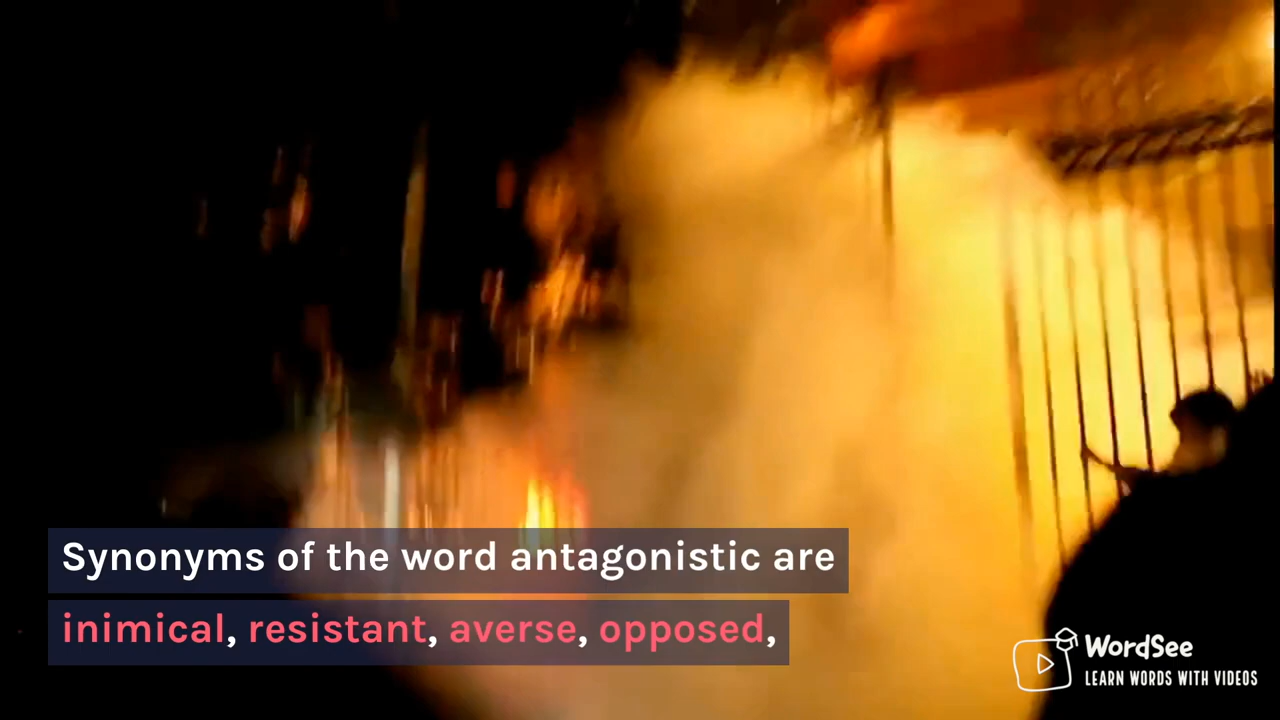 Synonyms of the word antagonistic are
inimical, resistant, averse, opposed,
WordSee
LEARN WORDS WITH VIDEOS